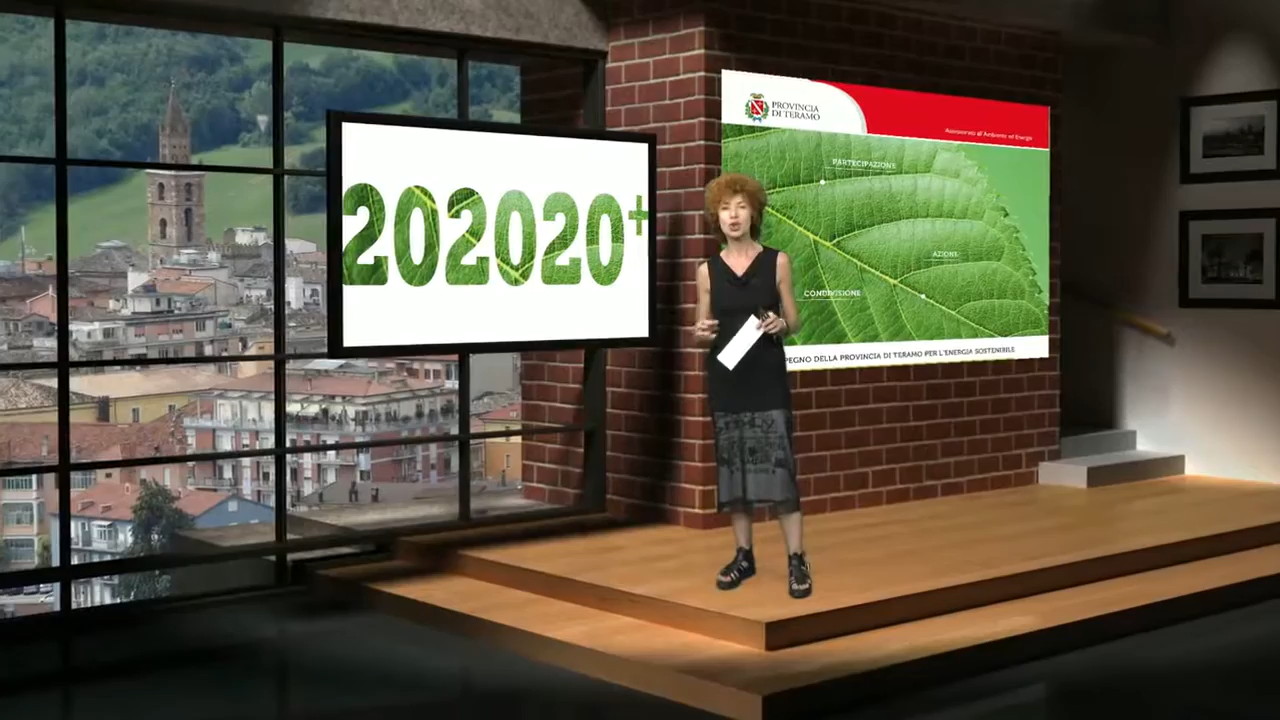 202020+
PROVINCIA
DI TERAMO
Assessorato all'Ambiente ed Energia
PARTECIPAZIONE
AZIONE
CONDIVISIONE
PEGNO DELLA PROVINCIA DI TERAMO PER L'ENERGIA SOSTENIBILE